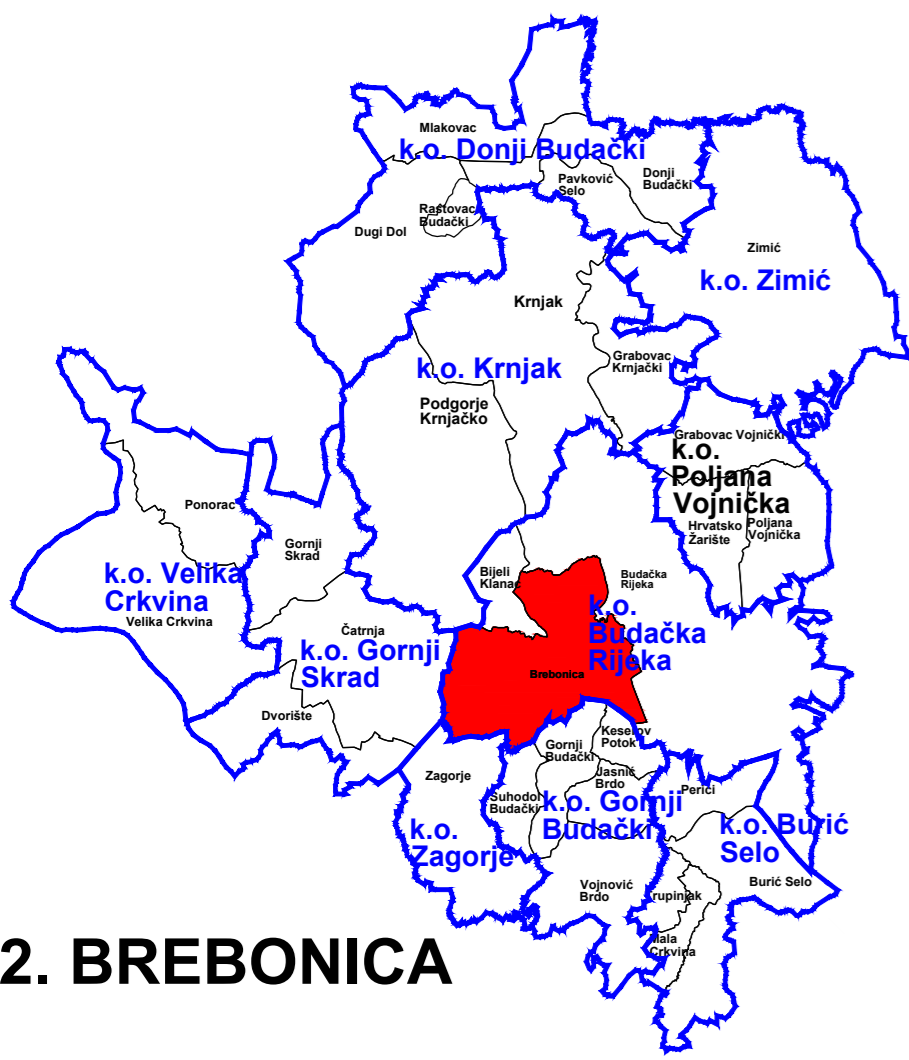 Mlakovac
k.o. Donji Budački
Pavković
Selo
Donji
Budački
Raštovac
Budački
Dugi Dol
Zimić
k.o. Zimić
Krnjak
Grabovac
Krnjački
k.o. Krnjak
Podgorje
Krnjačko
Grabovac Vojnički
k.o.
Poljana
Vojnička
Hrvatsko
Žarište
Poljana
Vojnička
Ponorac
Gornji
Skrad
k.o. Velika
Crkvina
Velika Crkvina
Bijeli
Klanac
Budačka
Rijeka
k.o.
Budačka
Rijeka
Čatrnja
k.o. Gornji
Skrad
Brebonica
Dvorište
Keserov
Potok
Gornji
Budački
Jasnić
Brdo
Zagorje
Suhodol
Budački
k.o. Gornji
Budački
Perići
k.o.
Zagorje
k.o. Burić
Selo
Burić Selo
Vojnović
Brdo
Trupinjak
Mala
Crkvina
2. BREBONICA